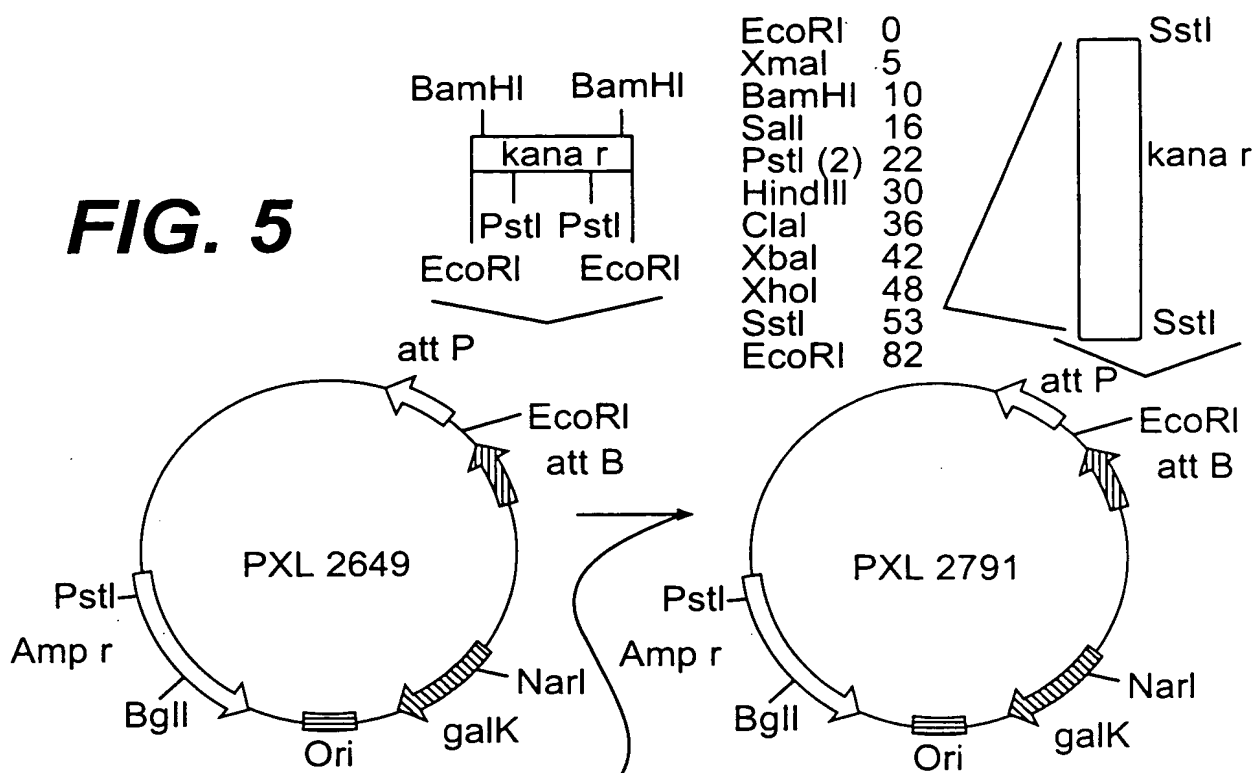 FIG. 5
BamHI BamHI
kana r
PstI PstI
EcoRI EcoRI
att P
EcoRI
att B
PXL 2649
PstI
Amp r
BglI
Ori
galK
NarI
EcoRI 0
XmaI 5
BamHI 10
SalI 16
PstI (2) 22
HindIII 30
ClaI 36
XbaI 42
XhoI 48
SstI 53
EcoRI 82
SstI
kana r
SstI
att P
EcoRI
att B
PXL 2791
PstI
Amp r
BglI
Ori
galK
NarI